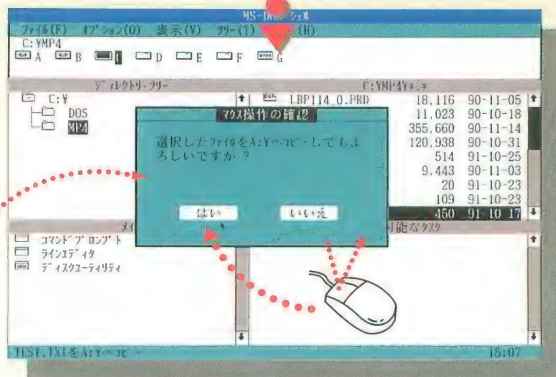 MS-DOS シェル
ファイル(F) オプション(O) 表示(V) ツリー(T) (H)
C:¥MP4
A B D E F G
ディレクトリ・ツリー
C:¥MP4¥*.*
C:¥
DOS
MP4
LBP114_0.PRD 18,116 90-11-05
11,023 90-10-18
355,660 90-11-14
120,938 90-10-31
514 91-10-25
9,443 90-11-03
20 91-10-23
109 91-10-23
450 91-10-17
マウス操作の確認
選択したファイルをA:¥へコピーしてもよ
ろしいですか ?
はい
いいえ
メイ
可能なタスク
コマンドプロンプト
ラインエディタ
ディスクユーティリティ
TEST.TXTをA:¥へコピー
15:07